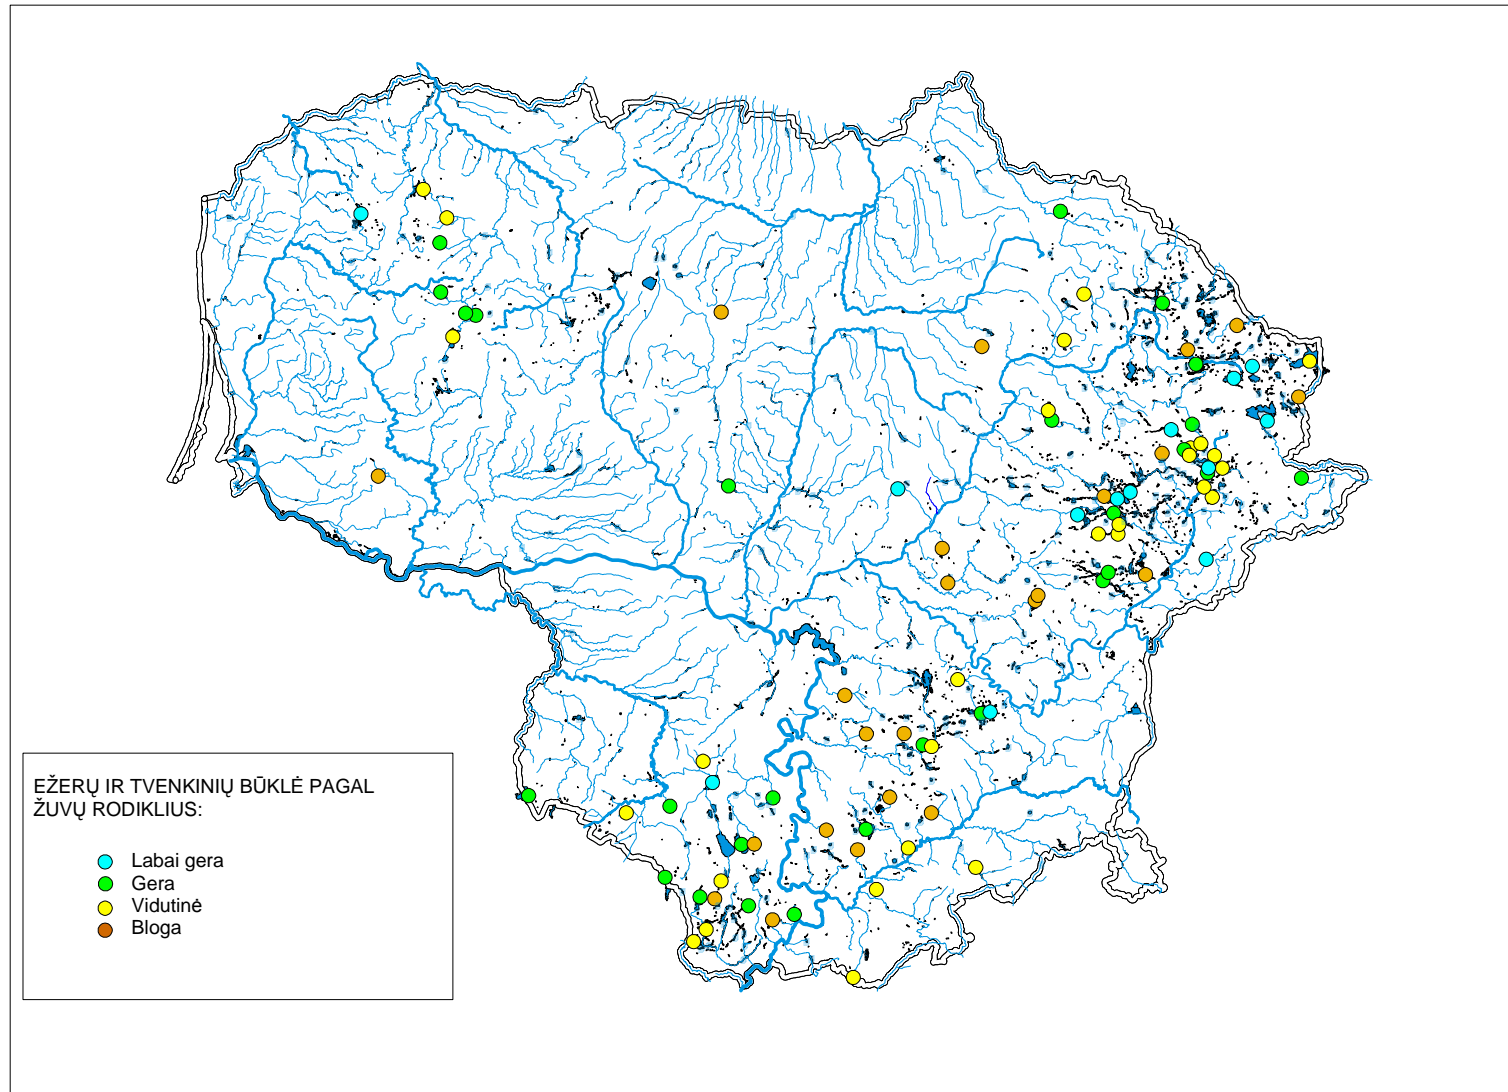 EŽERŲ IR TVENKINIŲ BŪKLĖ PAGAL
ŽUVŲ RODIKLIUS:
Labai gera
Gera
Vidutinė
Bloga